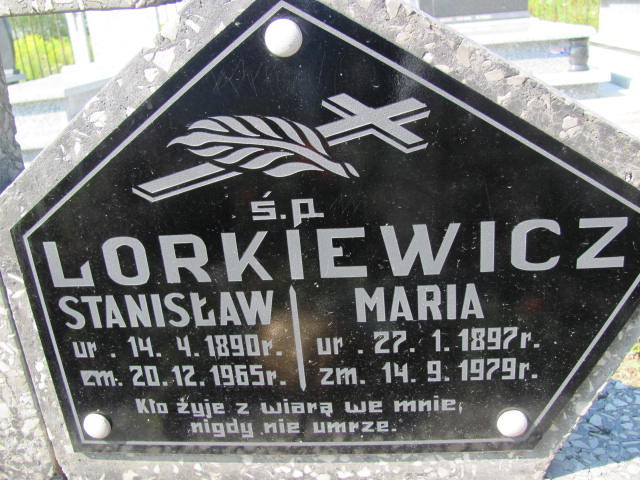 ś.p.
LORKIEWICZ
STANISŁAW MARIA
ur. 14. 4. 1890r. ur. 27. 1. 1897r.
zm. 20. 12. 1965r. zm. 14. 9. 1979r.
Kto żyje z wiarą we mnie,
nigdy nie umrze.